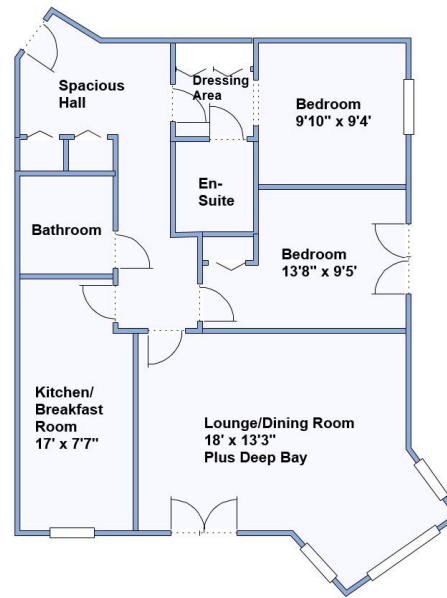 Spacious
Hall
Dressing
Area
Bedroom
9'10" x 9'4'
En-
Suite
Bathroom
Bedroom
13'8" x 9'5'
Kitchen/
Breakfast
Room
17' x 7'7"
Lounge/Dining Room
18' x 13'3"
Plus Deep Bay